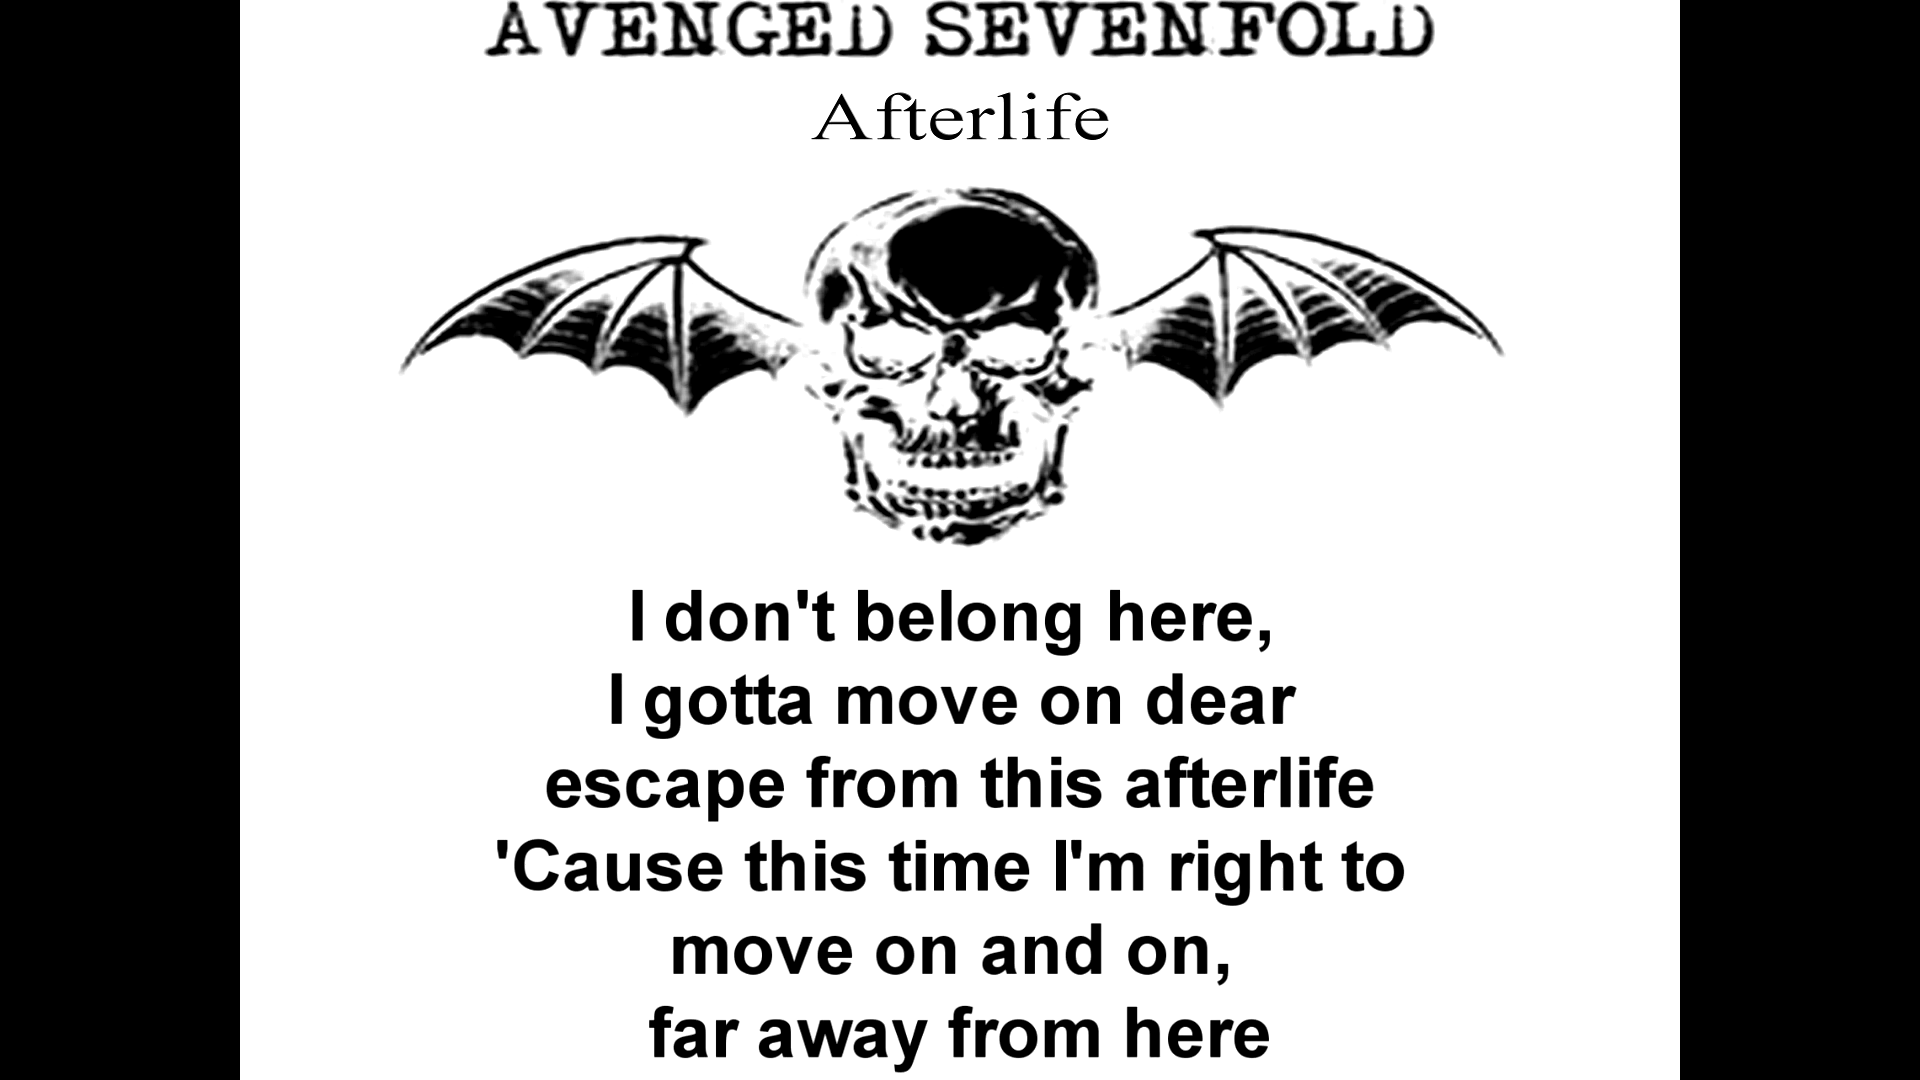 AVENGED SEVENFOLD
Afterlife
I don't belong here,
I gotta move on dear
escape from this afterlife
'Cause this time I'm right to
move on and on,
far away from here